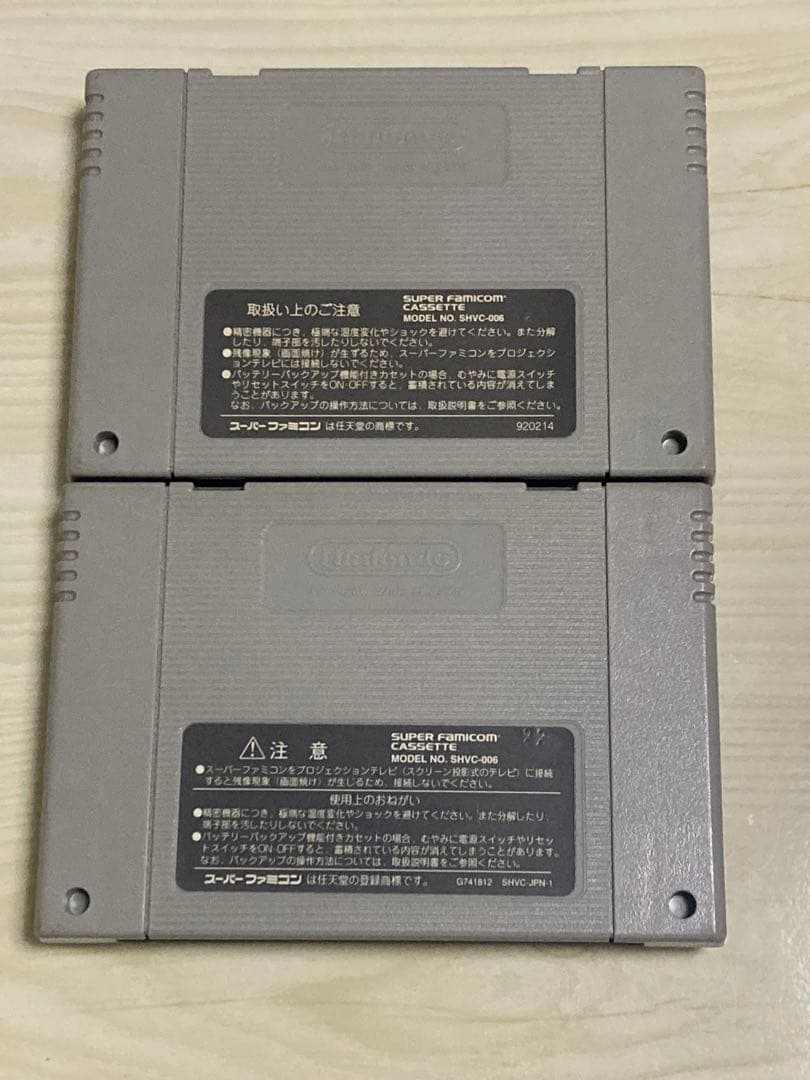 Nintendo
取扱い上のご注意
SUPER FAMICOM
CASSETTE
MODEL NO. SHVC-006
●精密機器につき、極端な温度変化やショックを避けてください。また分解
したり、端子部を汚したりしないでください。
●残像現象（画面焼け）が生ずるため、スーパーファミコンをプロジェクシ
ョンテレビには接続しないでください。
●バッテリーバックアップ機能付きカセットの場合、むやみに電源スイッチ
やリセットスイッチをON・OFFすると、蓄積されている内容が消えてしま
うことがあります。
なお、バックアップの操作方法については、取扱説明書をご参照ください。
スーパーファミコンは任天堂の商標です。
920214
Nintendo
⚠注意
SUPER FAMICOM
CASSETTE
MODEL NO. SHVC-006
22
●スーパーファミコンをプロジェクションテレビ（スクリーン投影式のテレビ）に接続
すると残像現象（画面焼け）が生じるため、接続しないでください。
使用上のおねがい
●精密機器につき、極端な温度変化やショックを避けてください。また分解したり、
端子部を汚したりしないでください。
●バッテリーバックアップ機能付きカセットの場合、むやみに電源スイッチやリセッ
トスイッチをON・OFFすると、蓄積されている内容が消えてしまうことがあります。
なお、バックアップの操作方法については、取扱説明書をご参照ください。
スーパーファミコンは任天堂の登録商標です。
G741812 SHVC-JPN-1